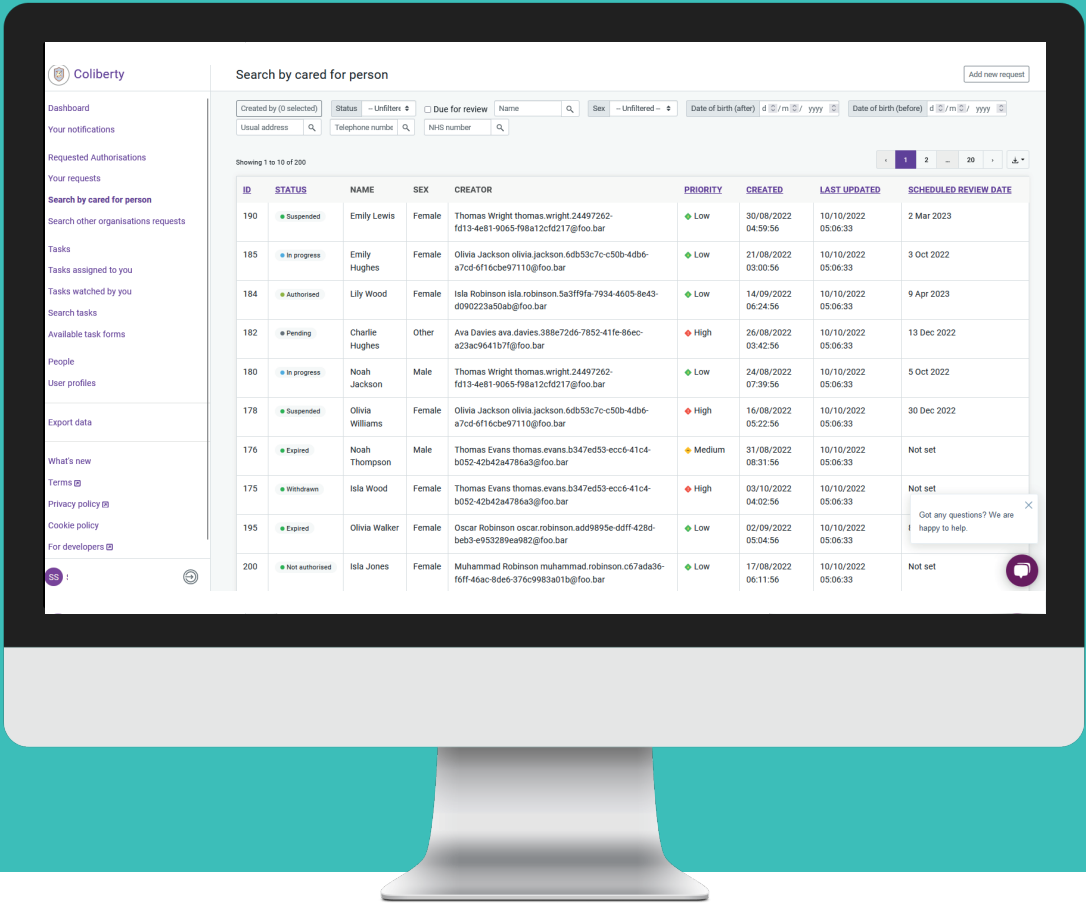 Coliberty
Dashboard
Your notifications
Requested Authorisations
Your requests
Search by cared for person
Search other organisations requests
Tasks
Tasks assigned to you
Tasks watched by you
Search tasks
Available task forms
People
User profiles
Export data
What's new
Terms
Privacy policy
Cookie policy
For developers
SS
Search by cared for person
Add new request
Created by (0 selected) Status -- Unfiltere Due for review Name Sex -- Unfiltered -- Date of birth (after) d / m / yyyy Date of birth (before) d / m / yyyy
Usual address Telephone numbe NHS number
Showing 1 to 10 of 200
‹ 1 2 ... 20 ›
ID STATUS NAME SEX CREATOR PRIORITY CREATED LAST UPDATED SCHEDULED REVIEW DATE
190 Suspended Emily Lewis Female Thomas Wright thomas.wright.24497262- Low 30/08/2022 10/10/2022 2 Mar 2023
fd13-4e81-9065-f98a12cfd217@foo.bar 04:59:56 05:06:33
185 In progress Emily Female Olivia Jackson olivia.jackson.6db53c7c-c50b-4db6- Low 21/08/2022 10/10/2022 3 Oct 2022
Hughes a7cd-6f16cbe97110@foo.bar 03:00:56 05:06:33
184 Authorised Lily Wood Female Isla Robinson isla.robinson.5a3ff9fa-7934-4605-8e43- Low 14/09/2022 10/10/2022 9 Apr 2023
d090223a50ab@foo.bar 06:24:56 05:06:33
182 Pending Charlie Other Ava Davies ava.davies.388e72d6-7852-41fe-86ec- High 26/08/2022 10/10/2022 13 Dec 2022
Hughes a23ac9641b7f@foo.bar 03:42:56 05:06:33
180 In progress Noah Male Thomas Wright thomas.wright.24497262- Low 24/08/2022 10/10/2022 5 Oct 2022
Jackson fd13-4e81-9065-f98a12cfd217@foo.bar 07:39:56 05:06:33
178 Suspended Olivia Female Olivia Jackson olivia.jackson.6db53c7c-c50b-4db6- High 16/08/2022 10/10/2022 30 Dec 2022
Williams a7cd-6f16cbe97110@foo.bar 05:22:56 05:06:33
176 Expired Noah Male Thomas Evans thomas.evans.b347ed53-ecc6-41c4- Medium 31/08/2022 10/10/2022 Not set
Thompson b052-42b42a4786a3@foo.bar 08:31:56 05:06:33
175 Withdrawn Isla Wood Female Thomas Evans thomas.evans.b347ed53-ecc6-41c4- High 03/10/2022 10/10/2022 Not set
b052-42b42a4786a3@foo.bar 04:02:56 05:06:33
195 Expired Olivia Walker Female Oscar Robinson oscar.robinson.add9895e-ddff-428d- Low 02/09/2022 10/10/2022
beb3-e953289ea982@foo.bar 05:04:56 05:06:33
200 Not authorised Isla Jones Female Muhammad Robinson muhammad.robinson.c67ada36- Low 17/08/2022 10/10/2022 Not set
f6ff-46ac-8de6-376c9983a01b@foo.bar 06:11:56 05:06:33
Got any questions? We are
happy to help.